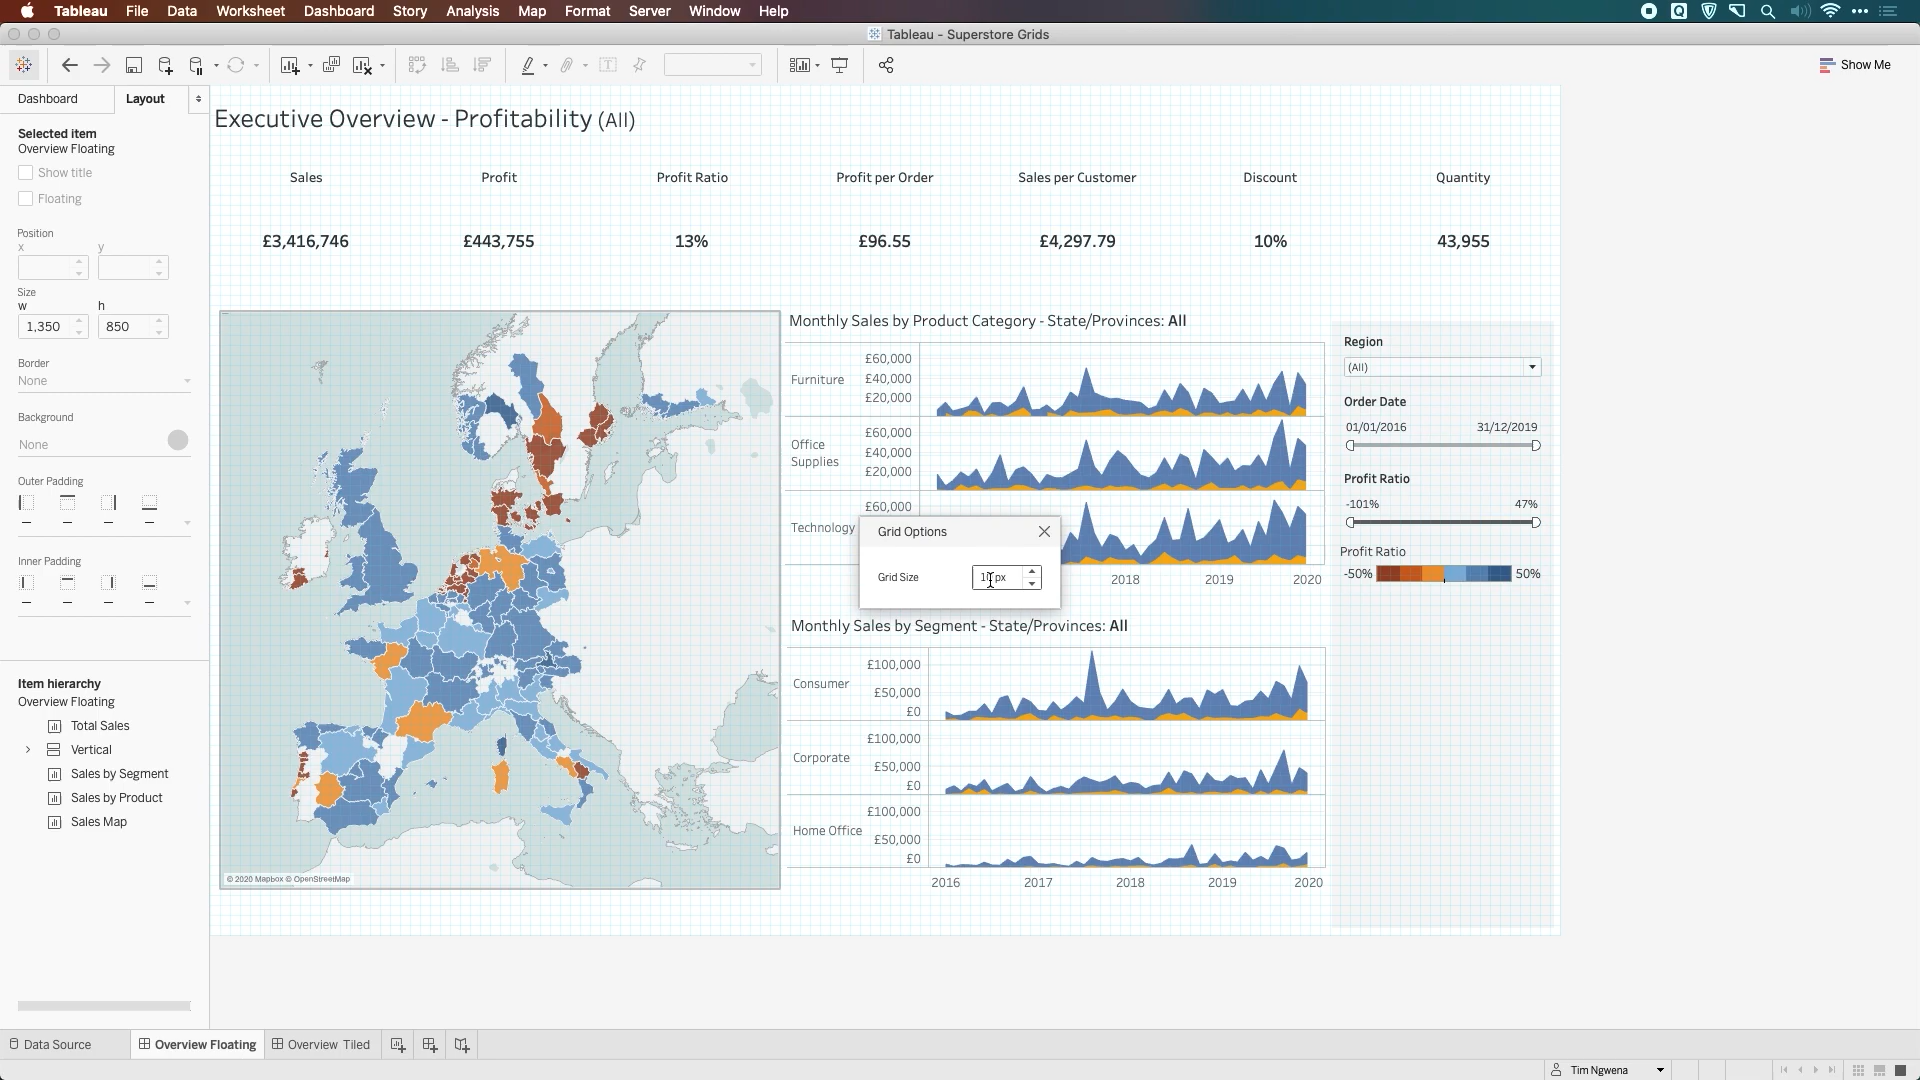 Tableau File Data Worksheet Dashboard Story Analysis Map Format Server Window Help
Tableau - Superstore Grids
Show Me
Dashboard Layout
Selected item
Overview Floating
Show title
Floating
Position
x y
Size
w h
1,350 850
Border
None
Background
None
Outer Padding
Inner Padding
Item hierarchy
Overview Floating
Total Sales
Vertical
Sales by Segment
Sales by Product
Sales Map
Executive Overview - Profitability (All)
Sales Profit Profit Ratio Profit per Order Sales per Customer Discount Quantity
£3,416,746 £443,755 13% £96.55 £4,297.79 10% 43,955
© 2020 Mapbox © OpenStreetMap
Monthly Sales by Product Category - State/Provinces: All
Furniture
£60,000
£40,000
£20,000
Office
Supplies
£60,000
£40,000
£20,000
Technology
£60,000
2018 2019 2020
Grid Options
Grid Size
px
Monthly Sales by Segment - State/Provinces: All
Consumer
£100,000
£50,000
£0
Corporate
£100,000
£50,000
£0
Home Office
£100,000
£50,000
£0
2016 2017 2018 2019 2020
Region
(All)
Order Date
01/01/2016 31/12/2019
Profit Ratio
-101% 47%
Profit Ratio
-50% 50%
Data Source Overview Floating Overview Tiled
Tim Ngwena